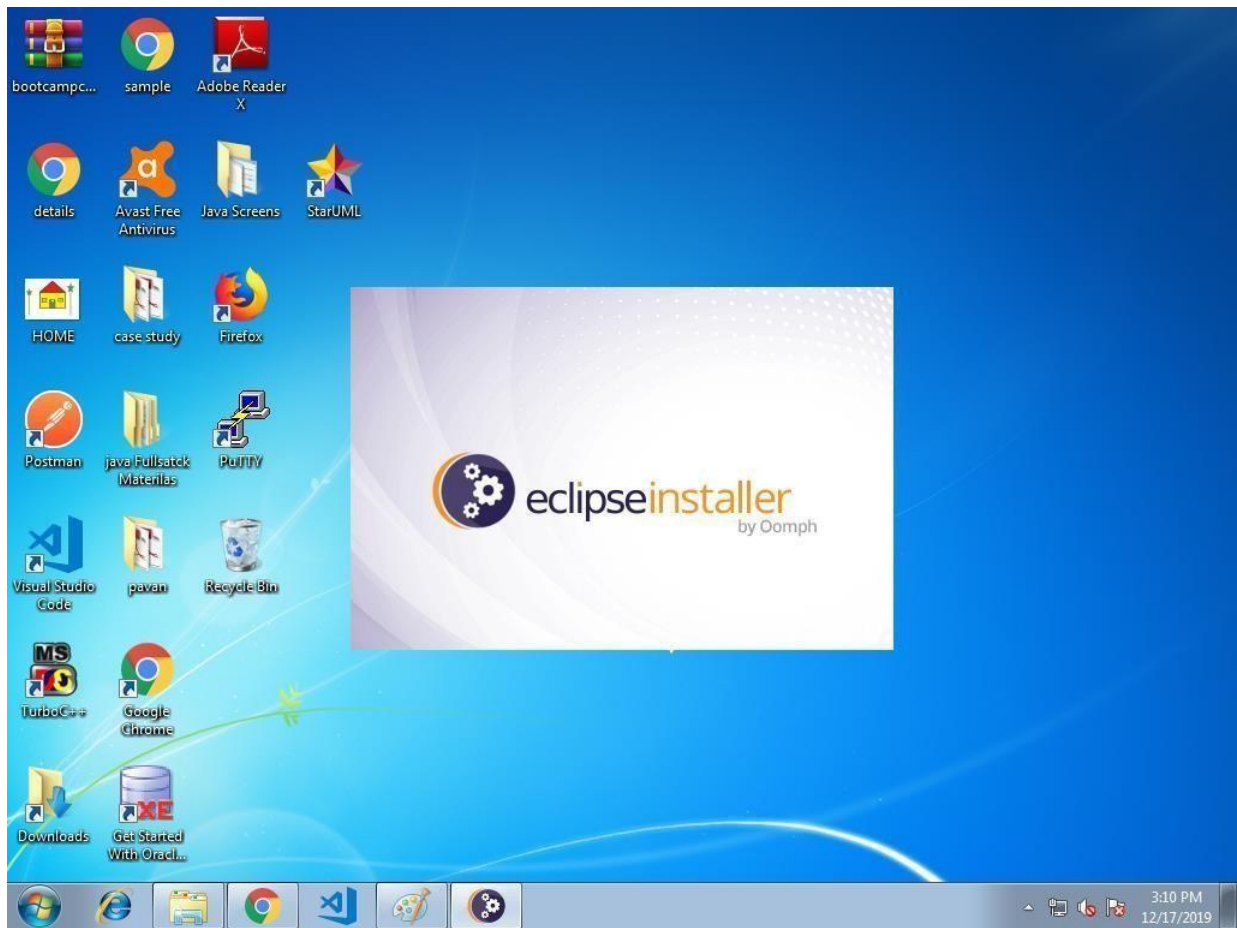 bootcampc...
sample
Adobe Reader
X
details
Avast Free
Antivirus
Java Screens
StarUML
HOME
case study
Firefox
Postman
java Fullsatck
Materilas
PuTTY
Visual Studio
Code
pavan
Recycle Bin
MS
TurboC++
Google
Chrome
Downloads
XE
Get Started
With Oracl...
eclipseinstaller
by Oomph
3:10 PM
12/17/2019